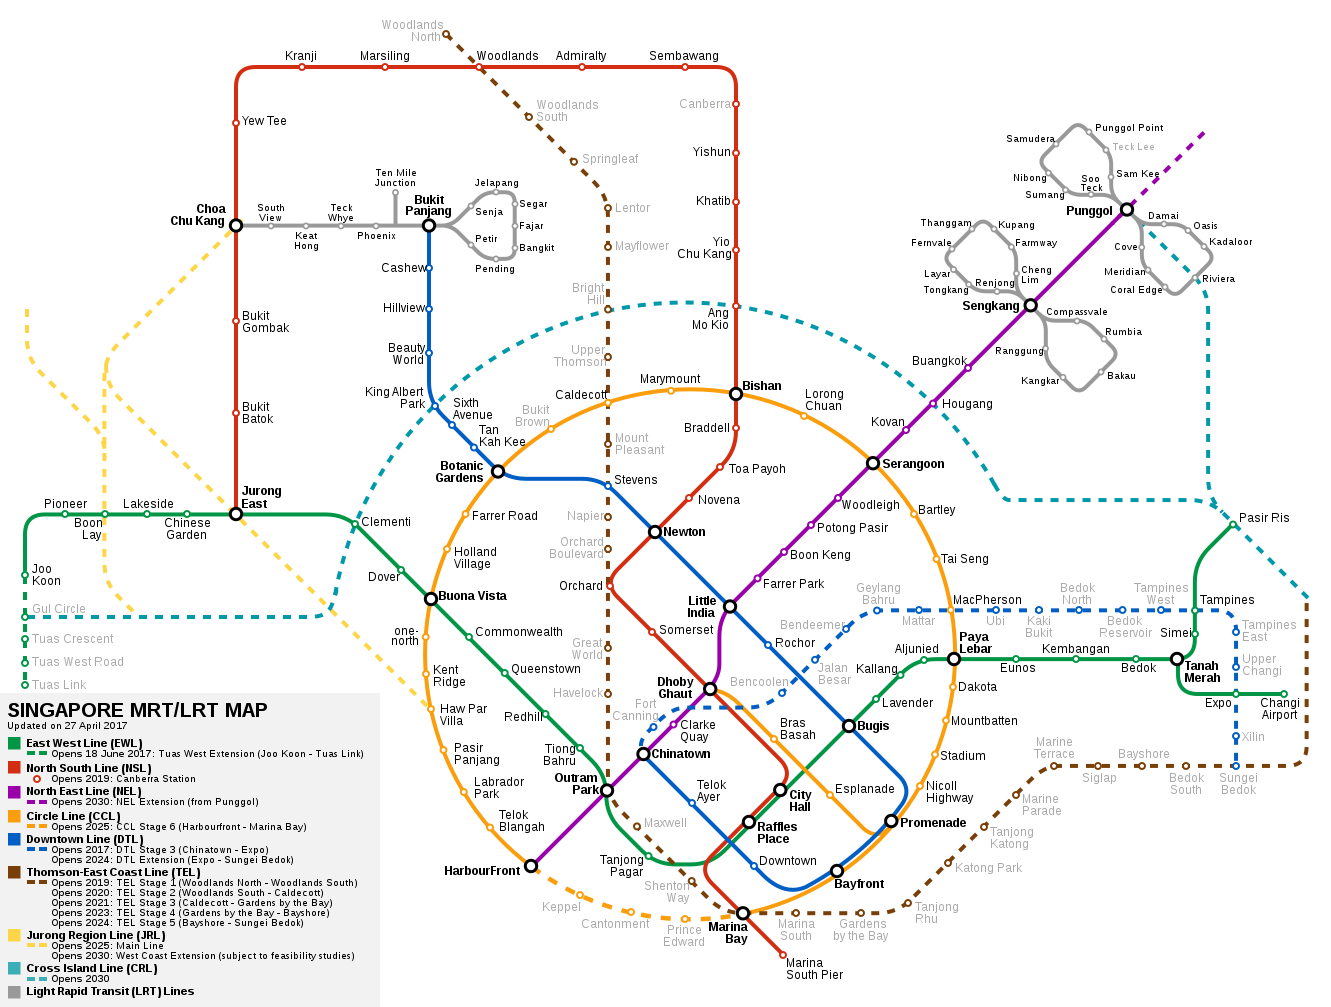 Woodlands
North
Kranji
Marsiling
Woodlands
Admiralty
Sembawang
Woodlands
South
Canberra
Yew Tee
Springleaf
Yishun
Samudera
Punggol Point
Teck Lee
Ten Mile
Junction
Jelapang
Bukit
Panjang
Senja
Segar
Fajar
Petir
Bangkit
Pending
Choa
Chu Kang
South
View
Keat
Hong
Teck
Whye
Phoenix
Lentor
Khatib
Nibong
Sumang
Soo
Teck
Sam Kee
Punggol
Damai
Oasis
Cove
Kadaloor
Meridian
Coral Edge
Riviera
Mayflower
Yio
Chu Kang
Thanggam
Kupang
Fernvale
Farmway
Layar
Cheng
Lim
Tongkang
Renjong
Sengkang
Compassvale
Rumbia
Ranggung
Kangkar
Bakau
Cashew
Hillview
Beauty
World
King Albert
Park
Sixth
Avenue
Tan
Kah Kee
Bright
Hill
Upper
Thomson
Ang
Mo Kio
Buangkok
Hougang
Kovan
Bukit
Gombak
Bukit
Batok
Caldecott
Marymount
Bishan
Lorong
Chuan
Bukit
Brown
Braddell
Mount
Pleasant
Toa Payoh
Serangoon
Botanic
Gardens
Stevens
Novena
Woodleigh
Bartley
Jurong
East
Pioneer
Boon
Lay
Lakeside
Chinese
Garden
Clementi
Farrer Road
Napier
Newton
Potong Pasir
Pasir Ris
Holland
Village
Orchard
Boulevard
Boon Keng
Tai Seng
Joo
Koon
Dover
Orchard
Farrer Park
Geylang
Bahru
Bedok
North
Tampines
West
Gul Circle
Buona Vista
Little
India
Mattar
MacPherson
Ubi
Kaki
Bukit
Bedok
Reservoir
Tampines
Tuas Crescent
one-
north
Commonwealth
Somerset
Rochor
Bendeemer
Simei
Tampines
East
Great
World
Aljunied
Paya
Lebar
Kembangan
Tuas West Road
Kent
Ridge
Queenstown
Jalan
Besar
Kallang
Eunos
Bedok
Tanah
Merah
Upper
Changi
Tuas Link
Havelock
Dhoby
Ghaut
Bencoolen
Dakota
Lavender
Expo
Changi
Airport
Haw Par
Villa
Redhill
Fort
Canning
Clarke
Quay
Bras
Basah
Bugis
Mountbatten
Xilin
Pasir
Panjang
Tiong
Bahru
Chinatown
Stadium
Marine
Terrace
Bayshore
Siglap
Bedok
South
Sungei
Bedok
Labrador
Park
Outram
Park
Telok
Ayer
City
Hall
Esplanade
Nicoll
Highway
Marine
Parade
Telok
Blangah
Maxwell
Raffles
Place
Promenade
Tanjong
Katong
HarbourFront
Tanjong
Pagar
Downtown
Bayfront
Katong Park
Shenton
Way
Keppel
Cantonment
Prince
Edward
Marina
Bay
Marina
South
Gardens
by the Bay
Tanjong
Rhu
Marina
South Pier
SINGAPORE MRT/LRT MAP
Updated on 27 April 2017
East West Line (EWL)
Opens 18 June 2017: Tuas West Extension (Joo Koon - Tuas Link)
North South Line (NSL)
Opens 2019: Canberra Station
North East Line (NEL)
Opens 2030: NEL Extension (from Punggol)
Circle Line (CCL)
Opens 2025: CCL Stage 6 (Harbourfront - Marina Bay)
Downtown Line (DTL)
Opens 2017: DTL Stage 3 (Chinatown - Expo)
Opens 2024: DTL Extension (Expo - Sungei Bedok)
Thomson-East Coast Line (TEL)
Opens 2019: TEL Stage 1 (Woodlands North - Woodlands South)
Opens 2020: TEL Stage 2 (Woodlands South - Caldecott)
Opens 2021: TEL Stage 3 (Caldecott - Gardens by the Bay)
Opens 2023: TEL Stage 4 (Gardens by the Bay - Bayshore)
Opens 2024: TEL Stage 5 (Bayshore - Sungei Bedok)
Jurong Region Line (JRL)
Opens 2025: Main Line
Opens 2030: West Coast Extension (subject to feasibility studies)
Cross Island Line (CRL)
Opens 2030
Light Rapid Transit (LRT) Lines